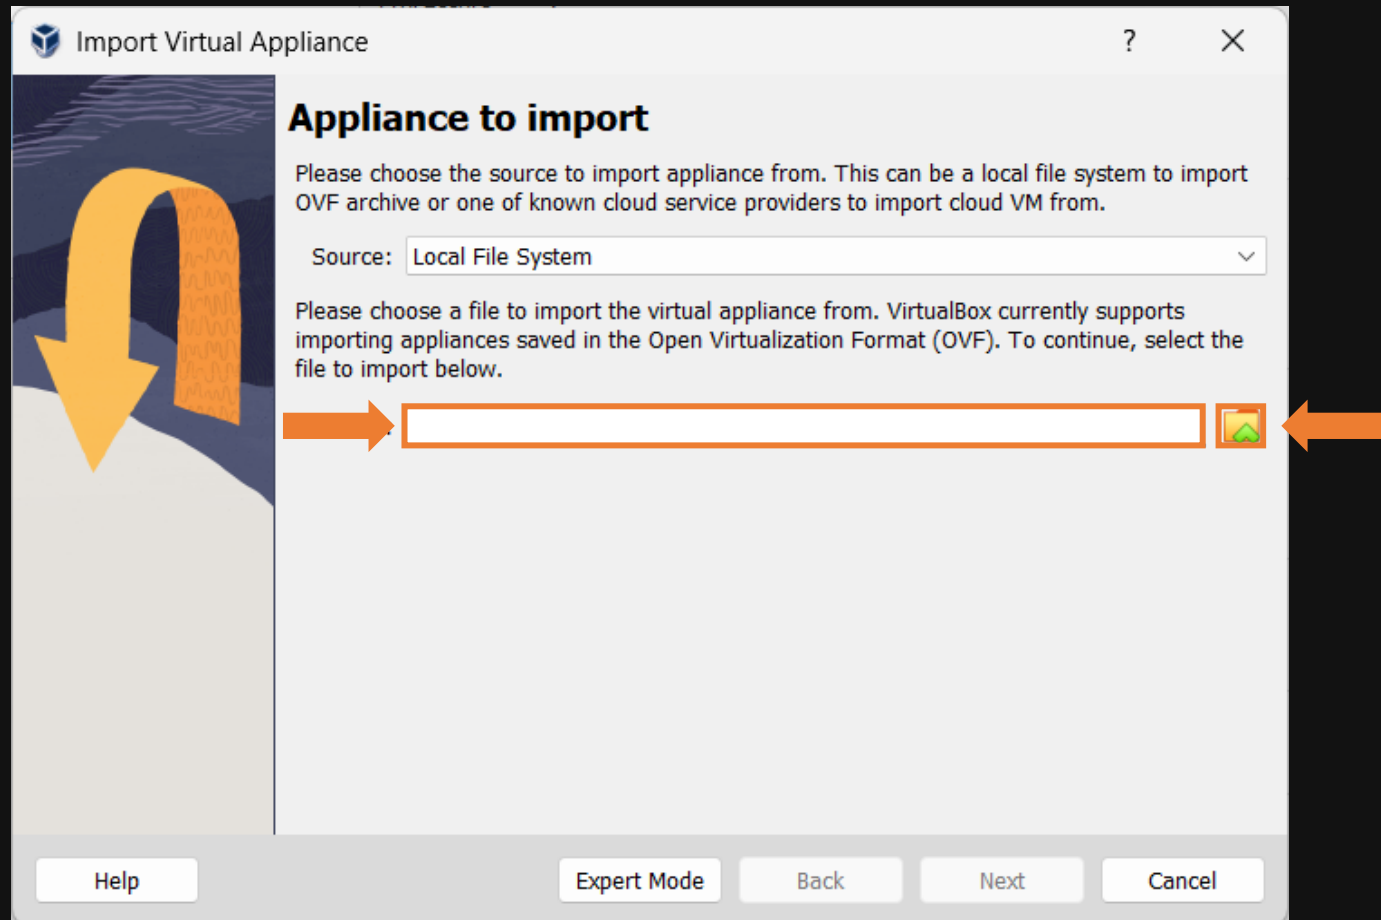 Import Virtual Appliance
?
Appliance to import
Please choose the source to import appliance from. This can be a local file system to import
OVF archive or one of known cloud service providers to import cloud VM from.
Source: Local File System
Please choose a file to import the virtual appliance from. VirtualBox currently supports
importing appliances saved in the Open Virtualization Format (OVF). To continue, select the
file to import below.
Help Expert Mode Back Next Cancel